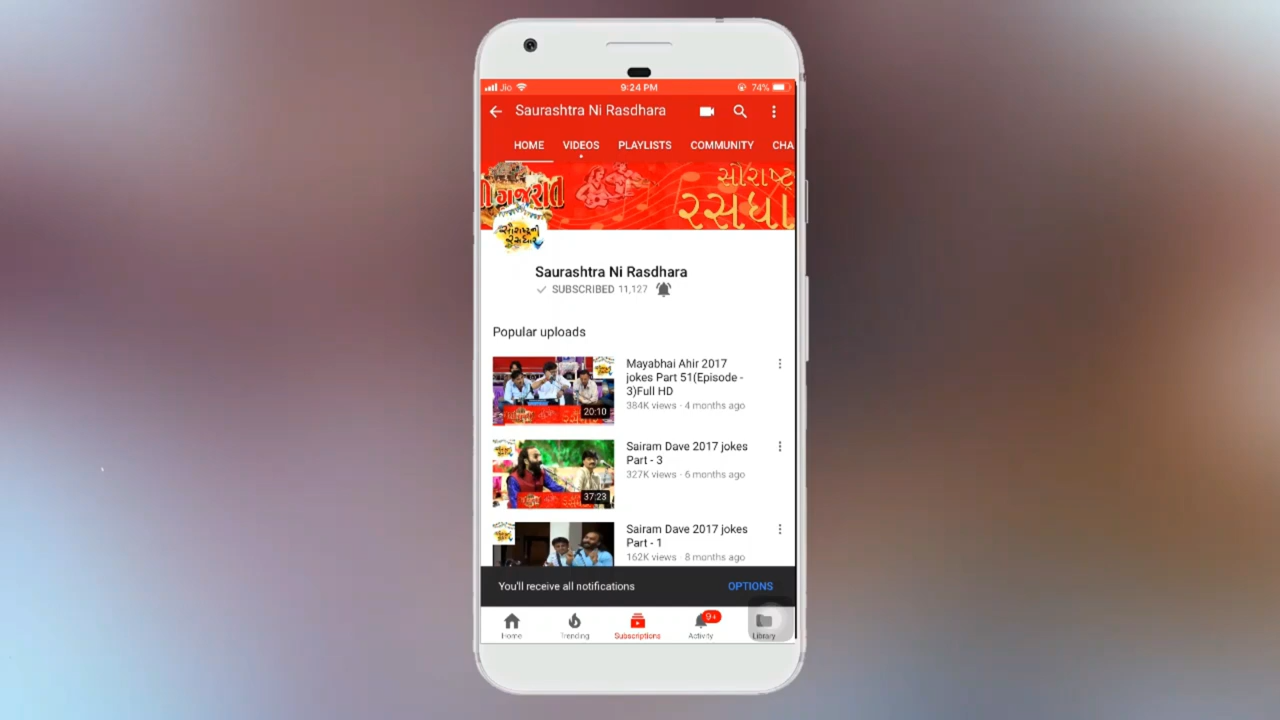 Jio 9:24 PM 74%
Saurashtra Ni Rasdhara
HOME VIDEOS PLAYLISTS COMMUNITY CHA
સૌરાષ્ટ્ર
ગુજરાત
રસધા
Saurashtra Ni Rasdhara
SUBSCRIBED 11,127
Popular uploads
Mayabhai Ahir 2017
jokes Part 51(Episode -
3)Full HD
384K views · 4 months ago
20:10
Sairam Dave 2017 jokes
Part - 3
327K views · 6 months ago
37:23
Sairam Dave 2017 jokes
Part - 1
162K views · 8 months ago
You'll receive all notifications OPTIONS
9+
Home Trending Subscriptions Activity Library